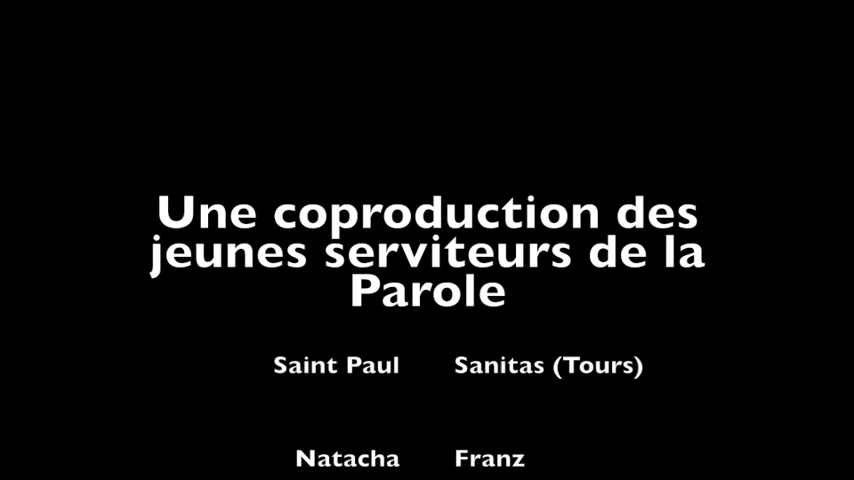 Une coproduction des
jeunes serviteurs de la
Parole
Saint Paul Sanitas (Tours)
Natacha Franz